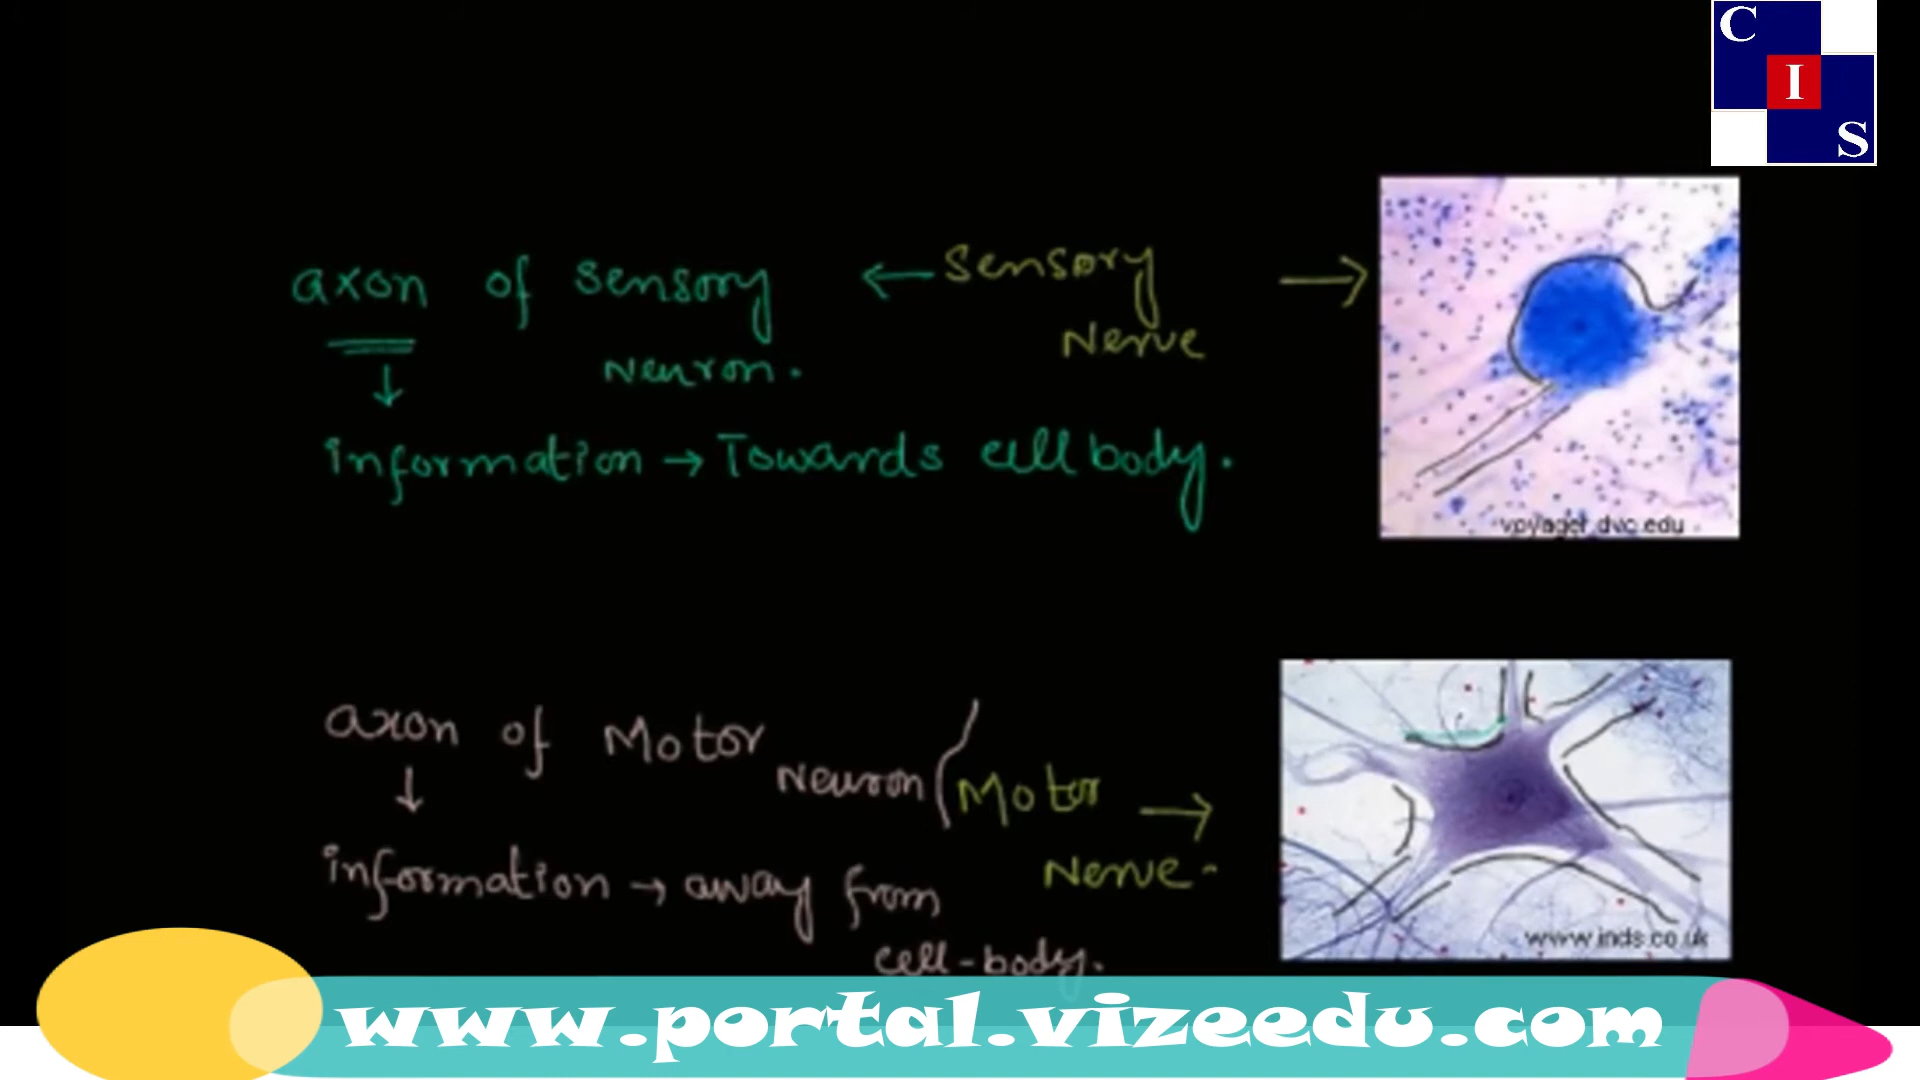 C
I
S
axon of sensory ← sensory →
Neuron. Nerve
↓
information → Towards cell body.
voyager.dvc.edu
axon of Motor
Neuron Motor →
↓ Nerve.
information → away from
cell-body.
www.inds.co.uk
www.portal.vizeedu.com